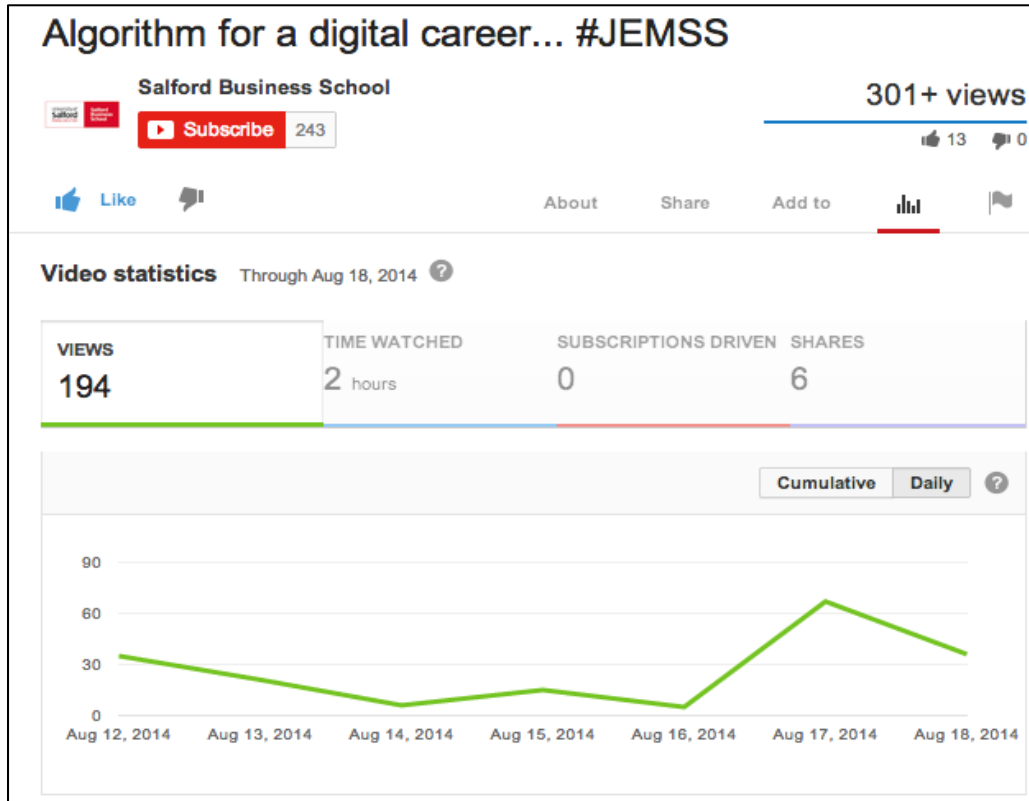 Algorithm for a digital career... #JEMSS
Salford Business School
Subscribe 243
301+ views
13 0
Like
About Share Add to
Video statistics Through Aug 18, 2014 ?
VIEWS TIME WATCHED SUBSCRIPTIONS DRIVEN SHARES
194 2 hours 0 6
Cumulative Daily ?
90
60
30
0
Aug 12, 2014 Aug 13, 2014 Aug 14, 2014 Aug 15, 2014 Aug 16, 2014 Aug 17, 2014 Aug 18, 2014